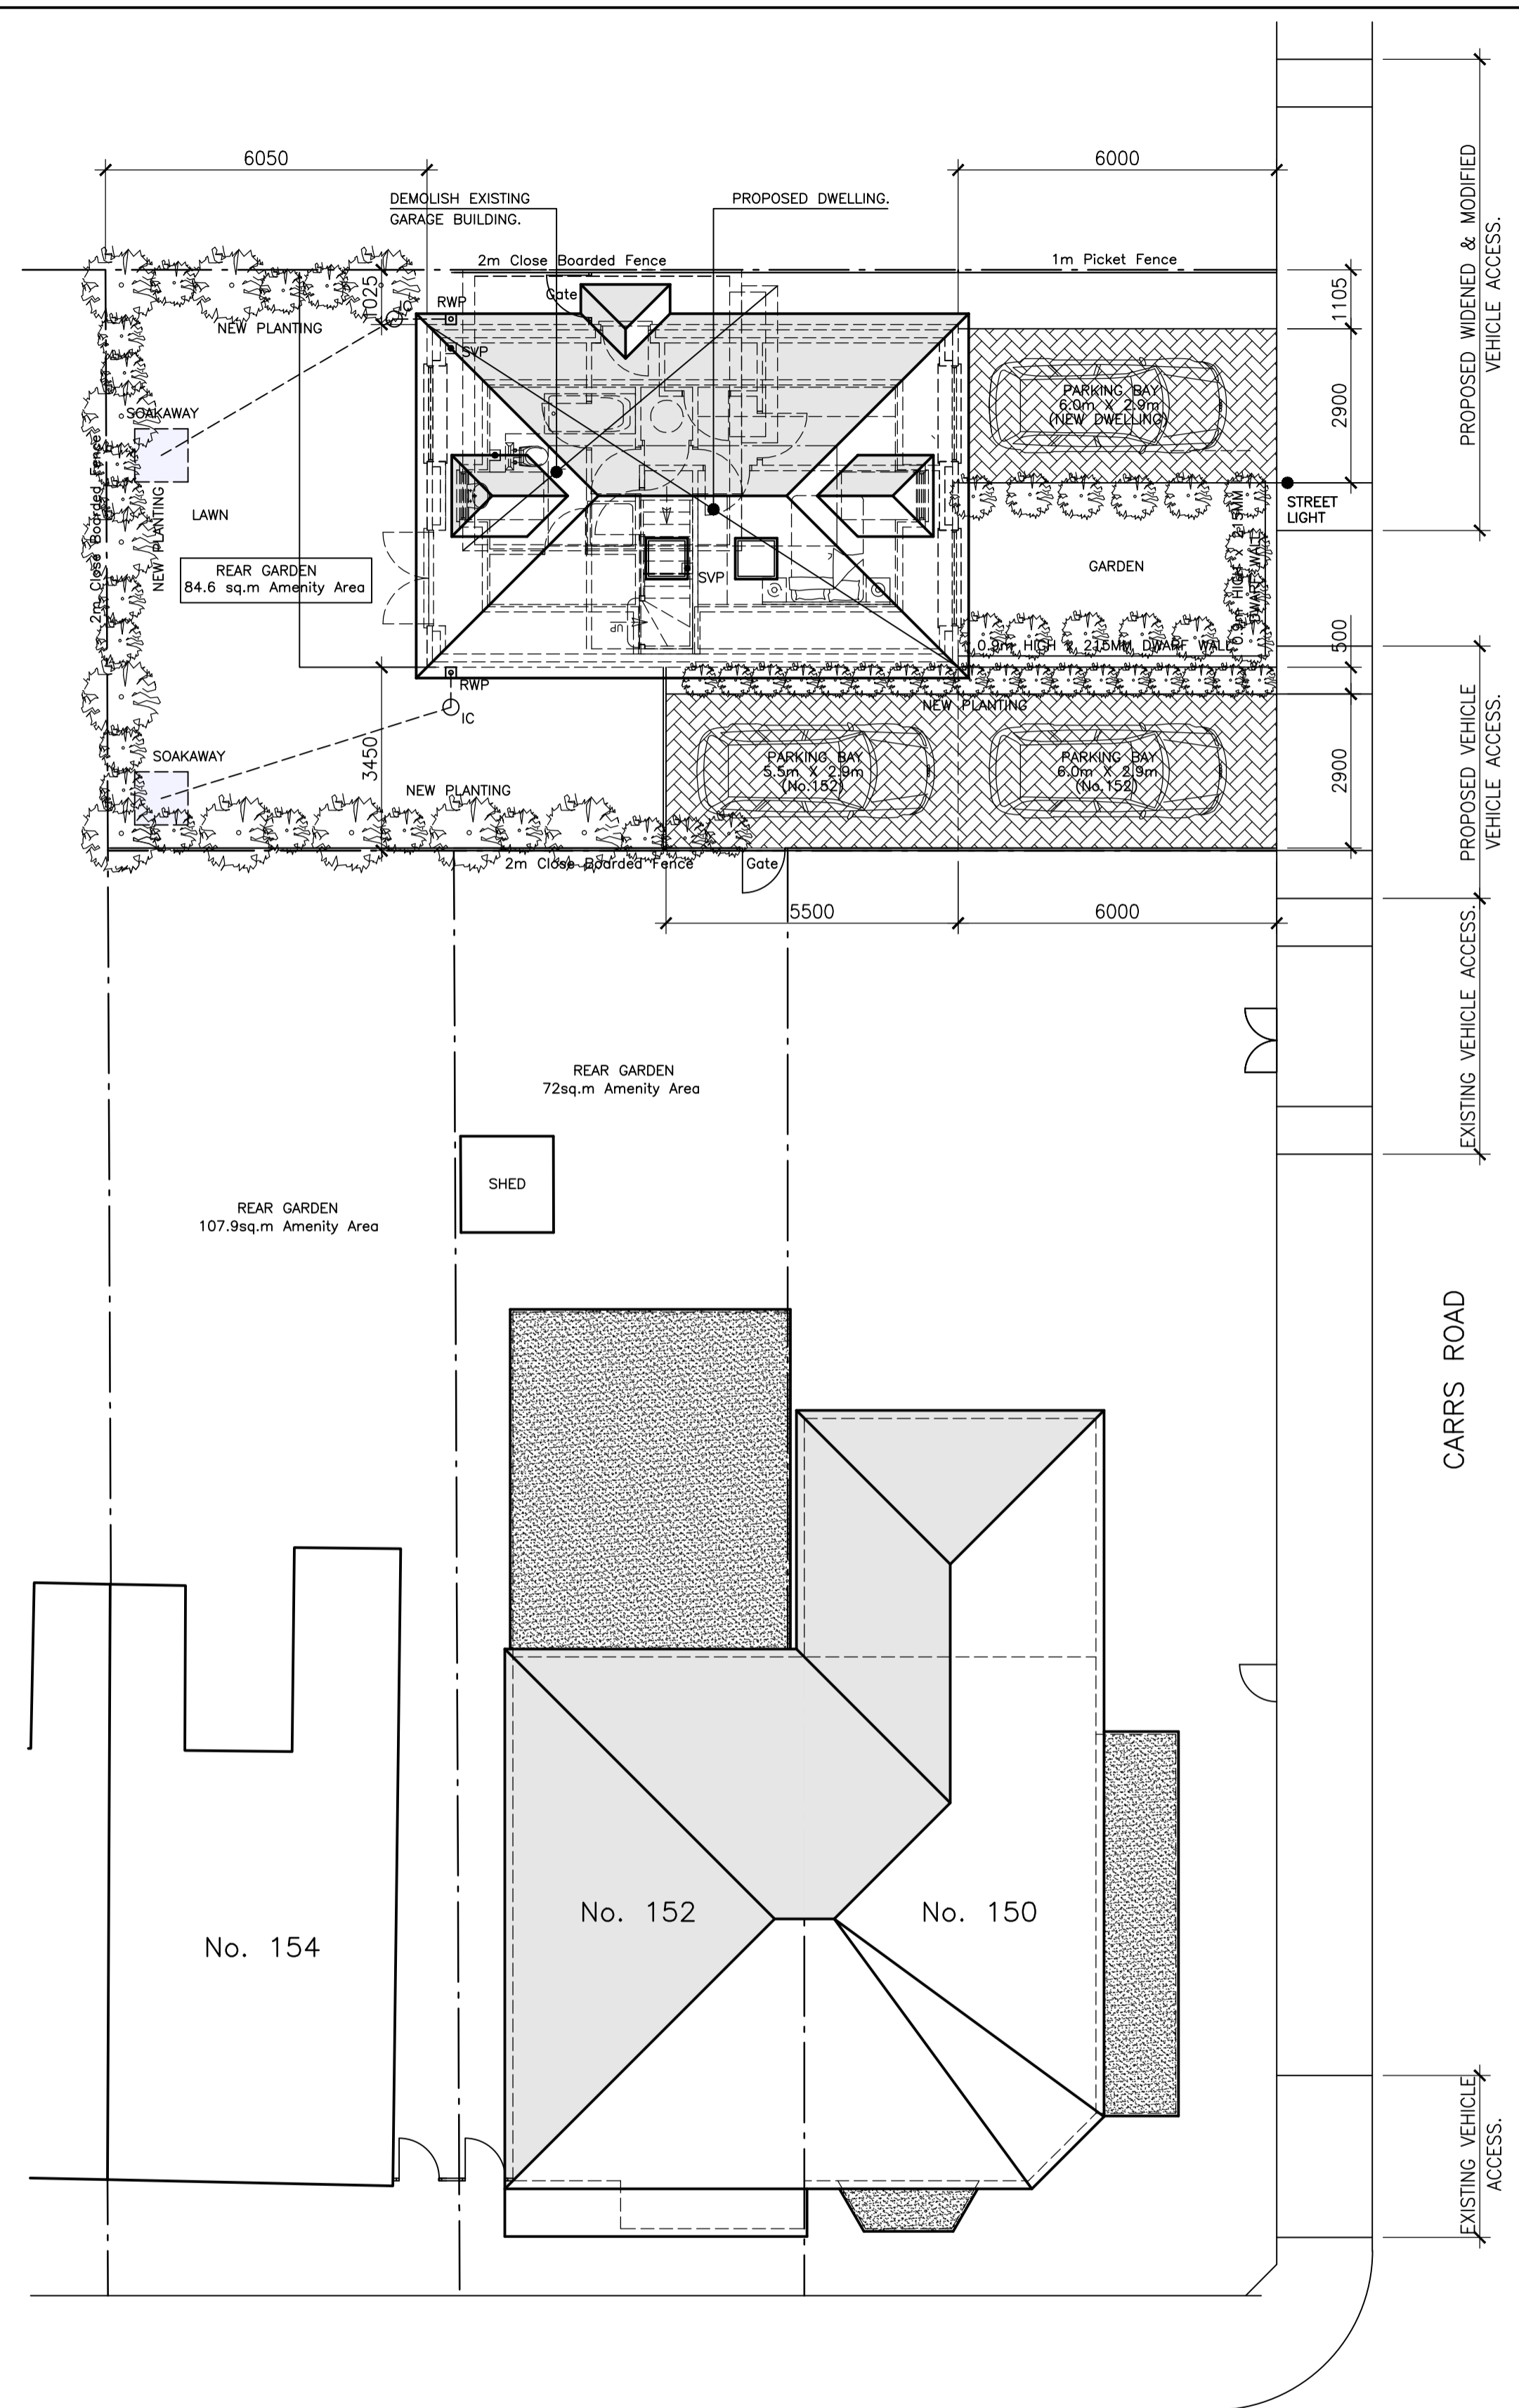 6050
6000
DEMOLISH EXISTING
GARAGE BUILDING.
PROPOSED DWELLING.
PROPOSED WIDENED & MODIFIED
VEHICLE ACCESS.
2m Close Boarded Fence
1m Picket Fence
1025
1105
IC
RWP
Gate
NEW PLANTING
SVP
PARKING BAY
6.0m X 2.9m
(NEW DWELLING)
2900
SOAKAWAY
2m Close Boarded Fence
NEW PLANTING
LAWN
STREET
LIGHT
0.9m HIGH X 215MM
DWARF WALL
GARDEN
REAR GARDEN
84.6 sq.m Amenity Area
SVP
UP
500
0.9m HIGH X 215MM DWARF WALL
RWP
IC
NEW PLANTING
3450
SOAKAWAY
PARKING BAY
5.5m X 2.9m
(No.152)
PARKING BAY
6.0m X 2.9m
(No.152)
2900
PROPOSED VEHICLE
VEHICLE ACCESS.
NEW PLANTING
2m Close Boarded Fence
Gate
5500
6000
EXISTING VEHICLE ACCESS.
REAR GARDEN
72sq.m Amenity Area
SHED
REAR GARDEN
107.9sq.m Amenity Area
CARRS ROAD
No. 152
No. 150
No. 154
EXISTING VEHICLE
ACCESS.